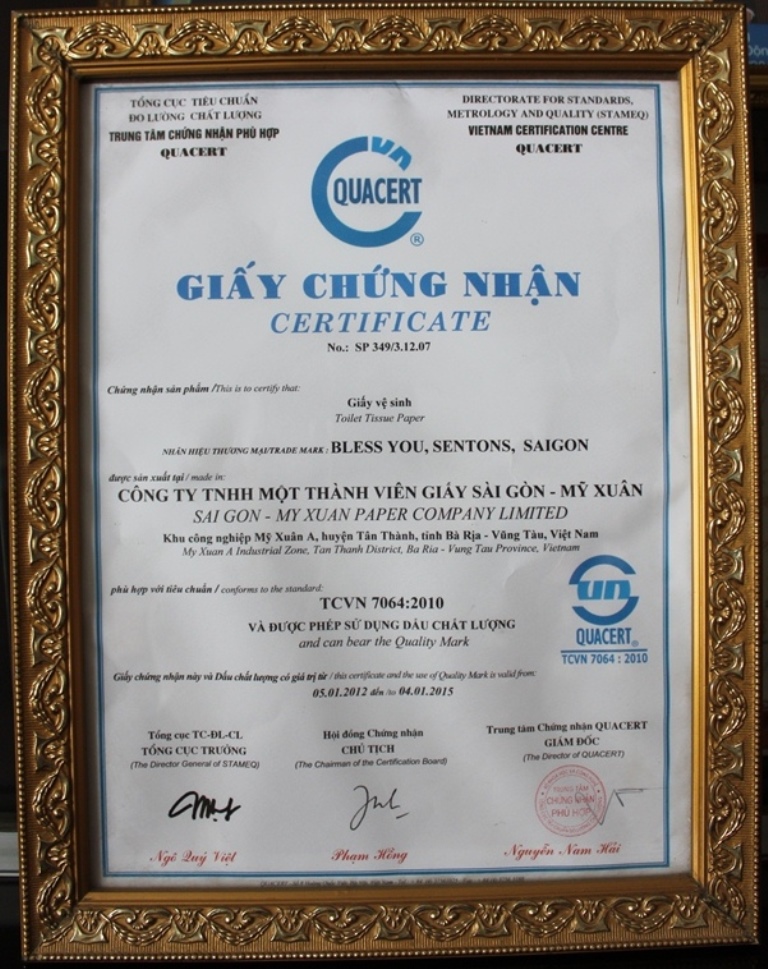 TỔNG CỤC TIÊU CHUẨN
ĐO LƯỜNG CHẤT LƯỢNG
TRUNG TÂM CHỨNG NHẬN PHÙ HỢP
QUACERT
DIRECTORATE FOR STANDARDS,
METROLOGY AND QUALITY (STAMEQ)
VIETNAM CERTIFICATION CENTRE
QUACERT
VN
QUACERT
®
GIẤY CHỨNG NHẬN
CERTIFICATE
No.: SP 349/3.12.07
Chứng nhận sản phẩm /This is to certify that:
Giấy vệ sinh
Toilet Tissue Paper
NHÃN HIỆU THƯƠNG MẠI/TRADE MARK : BLESS YOU, SENTONS, SAIGON
được sản xuất tại / made in:
CÔNG TY TNHH MỘT THÀNH VIÊN GIẤY SÀI GÒN - MỸ XUÂN
SAI GON - MY XUAN PAPER COMPANY LIMITED
Khu công nghiệp Mỹ Xuân A, huyện Tân Thành, tỉnh Bà Rịa - Vũng Tàu, Việt Nam
My Xuan A Industrial Zone, Tan Thanh District, Ba Ria - Vung Tau Province, Vietnam
phù hợp với tiêu chuẩn / conforms to the standard:
TCVN 7064:2010
VÀ ĐƯỢC PHÉP SỬ DỤNG DẤU CHẤT LƯỢNG
and can bear the Quality Mark
QUACERT®
TCVN 7064 : 2010
Giấy chứng nhận này và Dấu chất lượng có giá trị từ / this certificate and the use of Quality Mark is valid from:
05.01.2012 đến /to 04.01.2015
Tổng cục TC-ĐL-CL
TỔNG CỤC TRƯỞNG
(The Director General of STAMEQ)
Ngô Quý Việt
Hội đồng Chứng nhận
CHỦ TỊCH
(The Chairman of the Certification Board)
Phạm Hồng
Trung tâm Chứng nhận QUACERT
GIÁM ĐỐC
(The Director of QUACERT)
TRUNG TÂM
CHỨNG NHẬN
PHÙ HỢP
Nguyễn Nam Hải